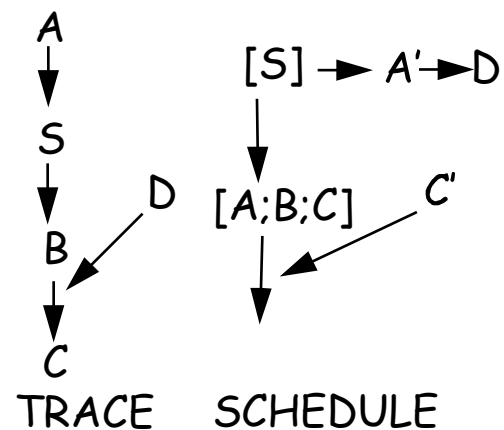 A
S
D
B
C
TRACE
[S] A' D
[A;B;C]
C'
SCHEDULE